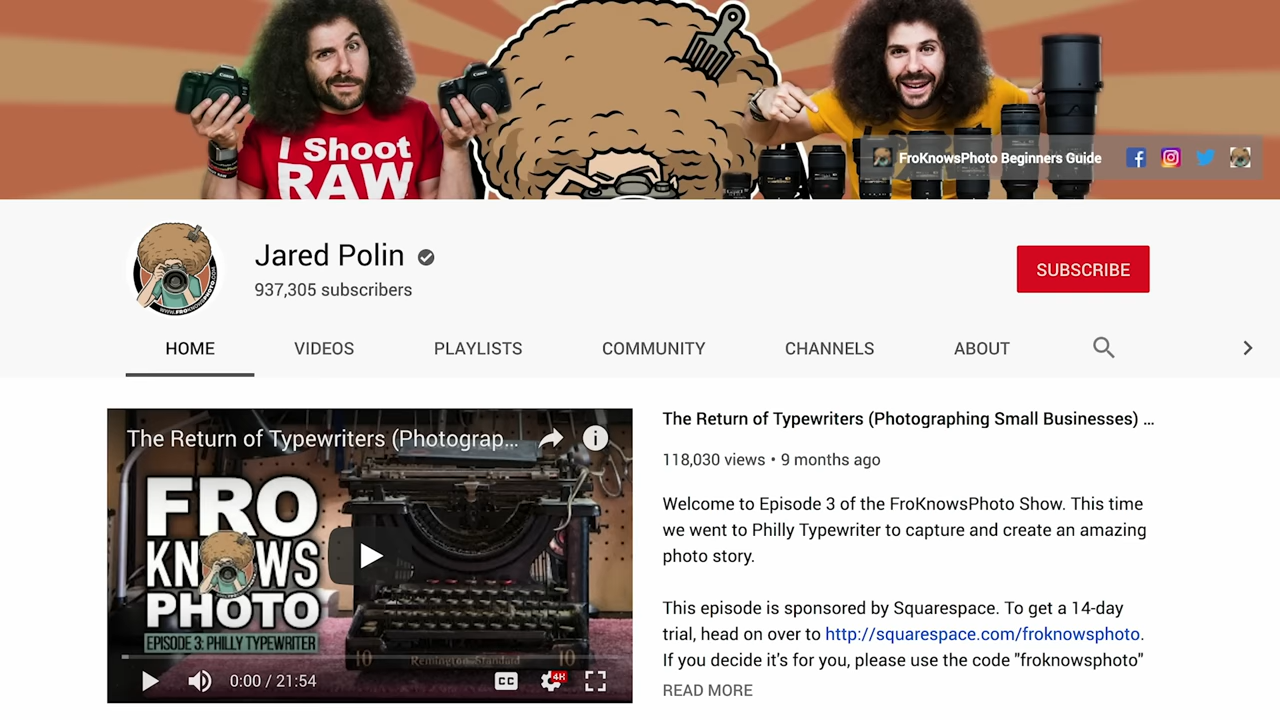 I Shoot
RAW
FroKnowsPhoto Beginners Guide
Jared Polin
937,305 subscribers
SUBSCRIBE
HOME VIDEOS PLAYLISTS COMMUNITY CHANNELS ABOUT
The Return of Typewriters (Photograp...
FRO
KNOWS
PHOTO
EPISODE 3: PHILLY TYPEWRITER
10 Remington Standard 10
0:00 / 21:54
CC
4K
The Return of Typewriters (Photographing Small Businesses) ...
118,030 views • 9 months ago
Welcome to Episode 3 of the FroKnowsPhoto Show. This time
we went to Philly Typewriter to capture and create an amazing
photo story.
This episode is sponsored by Squarespace. To get a 14-day
trial, head on over to http://squarespace.com/froknowsphoto.
If you decide it's for you, please use the code "froknowsphoto"
READ MORE